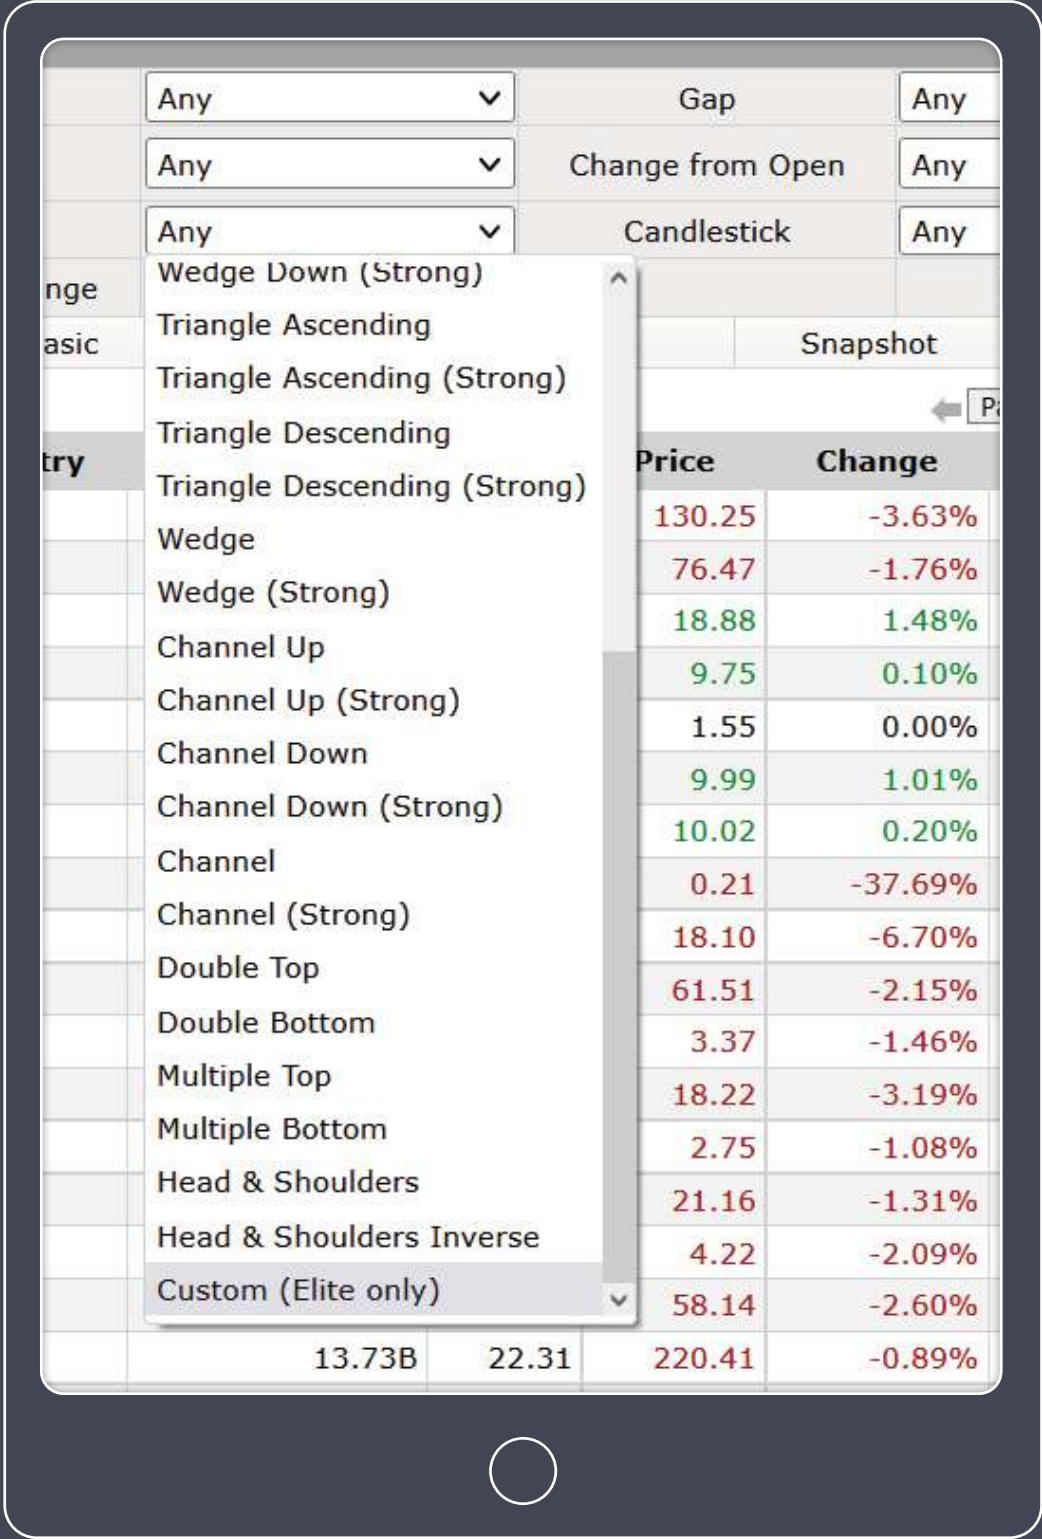 Any Gap Any
Any Change from Open Any
Any Candlestick Any
Wedge Down (Strong)
nge
Triangle Ascending
asic Snapshot
Triangle Ascending (Strong)
Triangle Descending
try Price Change
Triangle Descending (Strong)
130.25 -3.63%
Wedge
76.47 -1.76%
Wedge (Strong)
18.88 1.48%
Channel Up
9.75 0.10%
Channel Up (Strong)
1.55 0.00%
Channel Down
9.99 1.01%
Channel Down (Strong)
10.02 0.20%
Channel
0.21 -37.69%
Channel (Strong)
18.10 -6.70%
Double Top
61.51 -2.15%
Double Bottom
3.37 -1.46%
Multiple Top
18.22 -3.19%
Multiple Bottom
2.75 -1.08%
Head & Shoulders
21.16 -1.31%
Head & Shoulders Inverse
4.22 -2.09%
Custom (Elite only)
58.14 -2.60%
13.73B 22.31 220.41 -0.89%